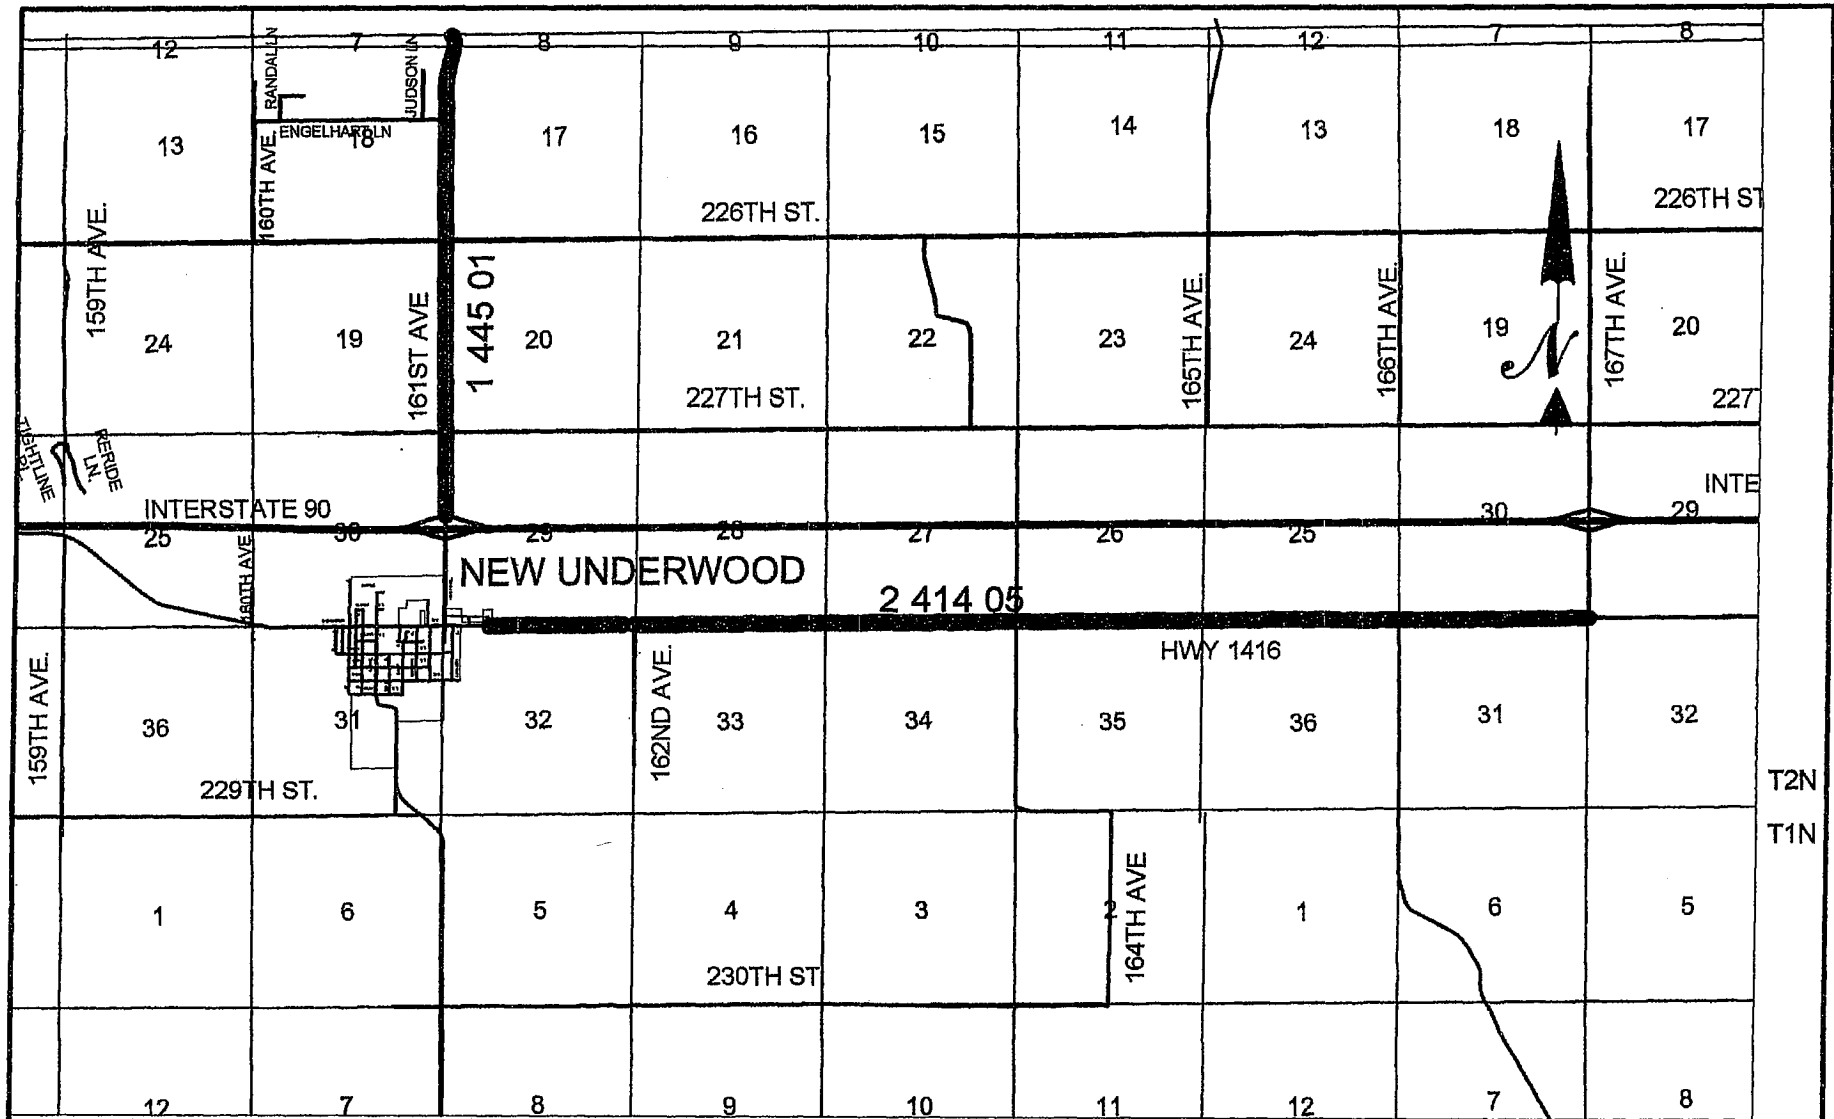 12 7 8 9 10 11 12 7 8
RANDALL LN
JUDSON LN
ENGELHART LN
13 18 17 16 15 14 13 18 17
160TH AVE.
226TH ST.
226TH ST
159TH AVE.
161ST AVE
1 445 01
165TH AVE.
166TH AVE.
167TH AVE.
24 19 20 21 22 23 24 19 20
N
227TH ST.
227
TIGHTLINE
PL.
RERIDE
LN.
INTERSTATE 90
INTE
25 30 29 28 27 26 25 30 29
160TH AVE
NEW UNDERWOOD
2 414 05
HWY 1416
159TH AVE.
162ND AVE.
36 31 32 33 34 35 36 31 32
229TH ST.
T2N
T1N
164TH AVE
1 6 5 4 3 2 1 6 5
230TH ST
12 7 8 9 10 11 12 7 8